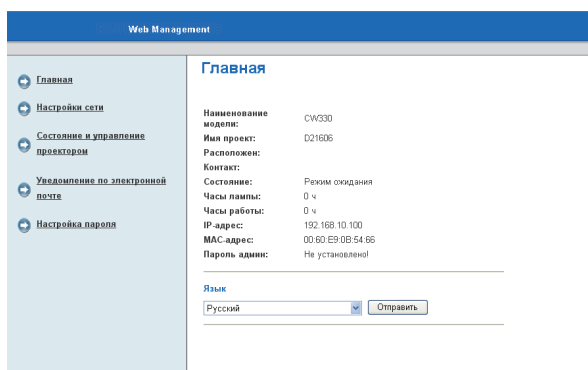 Web Management
Главная
Настройки сети
Состояние и управление
проектором
Уведомление по электронной
почте
Настройка пароля
Главная
Наименование
модели: CW330
Имя проект: D21606
Расположен:
Контакт:
Состояние: Режим ожидания
Часы лампы: 0 ч
Часы работы: 0 ч
IP-адрес: 192.168.10.100
MAC-адрес: 00:60:E9:0B:54:66
Пароль админ: Не установлено!
Язык
Русский Отправить